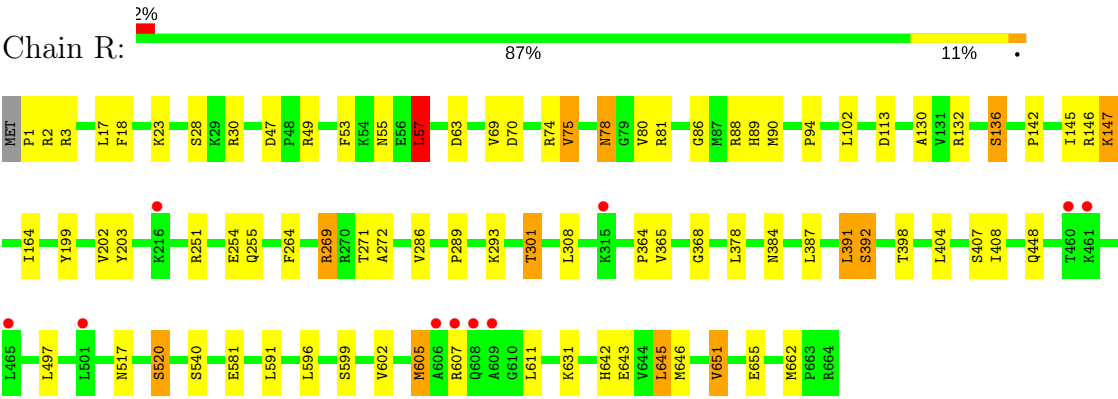 2%
Chain R:
87% 11% •
MET P1 R2 R3 L17 F18 K23 S28 K29 R30 D47 P48 R49 F53 K54 N55 E56 L57 D63 V69 D70 R74 V75 N78 G79 V80 R81 G86 M87 R88 H89 M90 P94 L102 D113 A130 V131 R132 S136 P142 I145 R146 K147
I164 Y199 V202 Y203 K216 R251 E254 Q255 F264 R269 R270 T271 A272 V286 P289 K293 T301 L308 K315 P364 V365 G368 L378 N384 L387 L391 S392 T398 L404 S407 I408 Q448 T460 K461
L465 L497 L501 N517 S520 S540 E581 L591 L596 S599 V602 M605 A606 R607 Q608 A609 G610 L611 K631 H642 E643 V644 L645 M646 V651 E655 M662 P663 R664